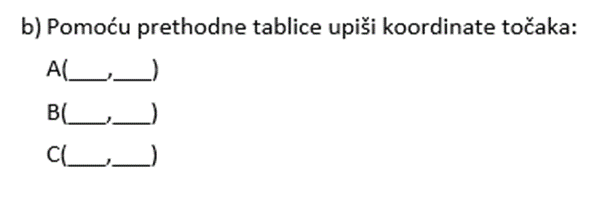 b) Pomoću prethodne tablice upiši koordinate točaka:
A(___,___)
B(___,___)
C(___,___)